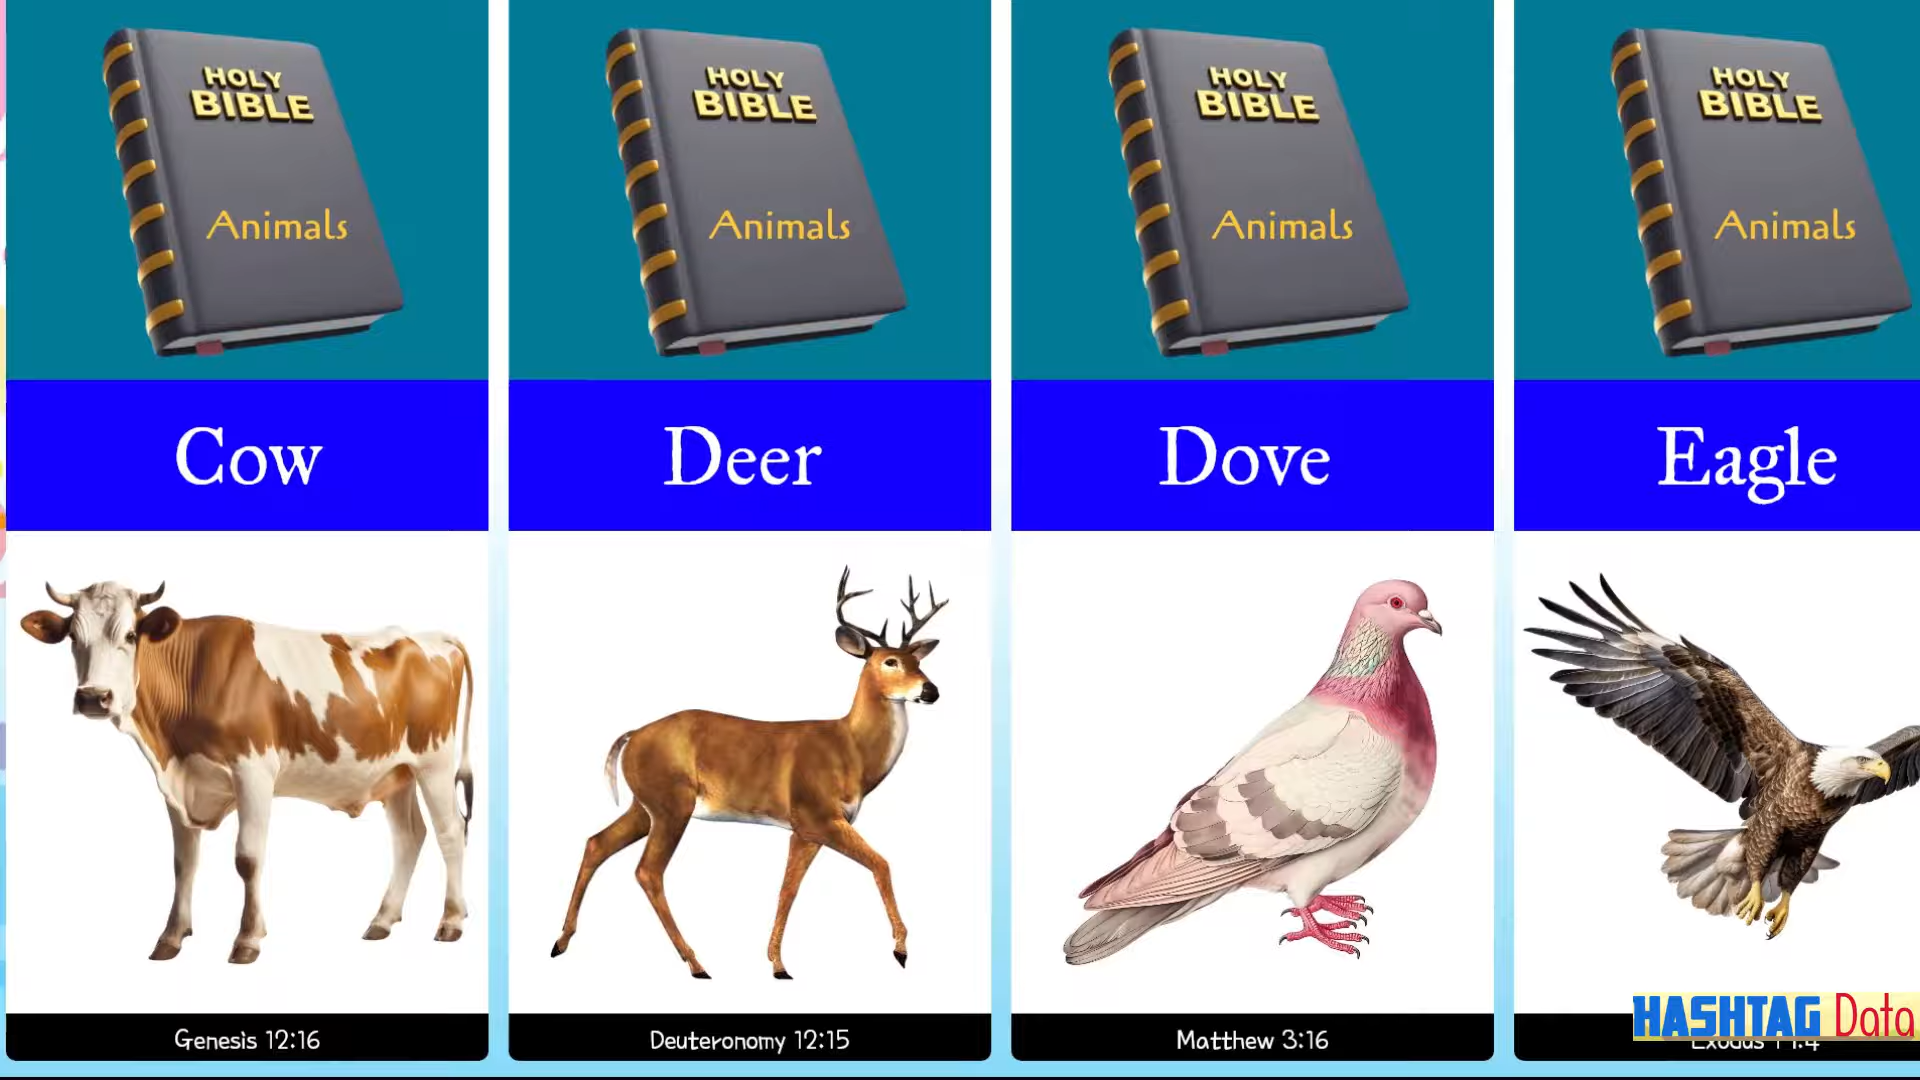 HOLY
BIBLE
Animals
Cow
Genesis 12:16
HOLY
BIBLE
Animals
Deer
Deuteronomy 12:15
HOLY
BIBLE
Animals
Dove
Matthew 3:16
HOLY
BIBLE
Animals
Eagle
Exodus
HASHTAG Data